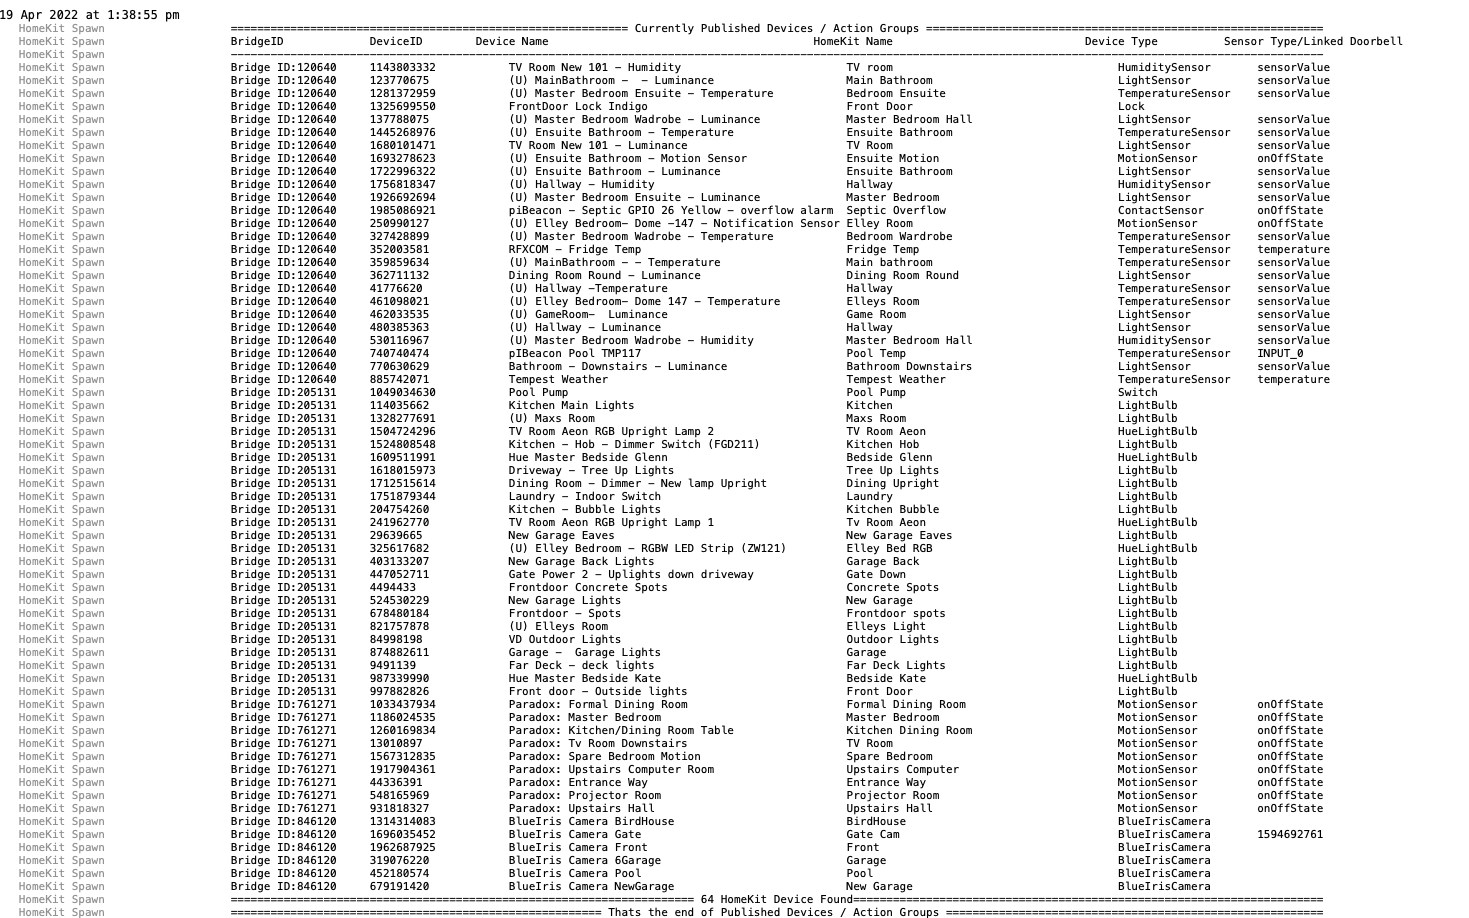 19 Apr 2022 at 1:38:55 pm
HomeKit Spawn ============================================================ Currently Published Devices / Action Groups ============================================================
HomeKit Spawn BridgeID DeviceID Device Name HomeKit Name Device Type Sensor Type/Linked Doorbell
HomeKit Spawn —————————————————————————————————————————————————————————————————————
HomeKit Spawn Bridge ID:120640 1143803332 TV Room New 101 – Humidity TV room HumiditySensor sensorValue
HomeKit Spawn Bridge ID:120640 123770675 (U) MainBathroom – – Luminance Main Bathroom LightSensor sensorValue
HomeKit Spawn Bridge ID:120640 1281372959 (U) Master Bedroom Ensuite – Temperature Bedroom Ensuite TemperatureSensor sensorValue
HomeKit Spawn Bridge ID:120640 1325699550 FrontDoor Lock Indigo Front Door Lock
HomeKit Spawn Bridge ID:120640 137788075 (U) Master Bedroom Wadrobe – Luminance Master Bedroom Hall LightSensor sensorValue
HomeKit Spawn Bridge ID:120640 1445268976 (U) Ensuite Bathroom – Temperature Ensuite Bathroom TemperatureSensor sensorValue
HomeKit Spawn Bridge ID:120640 1680101471 TV Room New 101 – Luminance TV Room LightSensor sensorValue
HomeKit Spawn Bridge ID:120640 1693278623 (U) Ensuite Bathroom – Motion Sensor Ensuite Motion MotionSensor onOffState
HomeKit Spawn Bridge ID:120640 1722996322 (U) Ensuite Bathroom – Luminance Ensuite Bathroom LightSensor sensorValue
HomeKit Spawn Bridge ID:120640 1756818347 (U) Hallway – Humidity Hallway HumiditySensor sensorValue
HomeKit Spawn Bridge ID:120640 1926692694 (U) Master Bedroom Ensuite – Luminance Master Bedroom LightSensor sensorValue
HomeKit Spawn Bridge ID:120640 1985086921 piBeacon – Septic GPIO 26 Yellow – overflow alarm Septic Overflow ContactSensor onOffState
HomeKit Spawn Bridge ID:120640 250990127 (U) Elley Bedroom– Dome –147 – Notification Sensor Elley Room MotionSensor onOffState
HomeKit Spawn Bridge ID:120640 327428899 (U) Master Bedroom Wadrobe – Temperature Bedroom Wardrobe TemperatureSensor sensorValue
HomeKit Spawn Bridge ID:120640 352003581 RFXCOM – Fridge Temp Fridge Temp TemperatureSensor temperature
HomeKit Spawn Bridge ID:120640 359859634 (U) MainBathroom – – Temperature Main bathroom TemperatureSensor sensorValue
HomeKit Spawn Bridge ID:120640 362711132 Dining Room Round – Luminance Dining Room Round LightSensor sensorValue
HomeKit Spawn Bridge ID:120640 41776620 (U) Hallway –Temperature Hallway TemperatureSensor sensorValue
HomeKit Spawn Bridge ID:120640 461098021 (U) Elley Bedroom– Dome 147 – Temperature Elleys Room TemperatureSensor sensorValue
HomeKit Spawn Bridge ID:120640 462033535 (U) GameRoom– Luminance Game Room LightSensor sensorValue
HomeKit Spawn Bridge ID:120640 480385363 (U) Hallway – Luminance Hallway LightSensor sensorValue
HomeKit Spawn Bridge ID:120640 530116967 (U) Master Bedroom Wadrobe – Humidity Master Bedroom Hall HumiditySensor sensorValue
HomeKit Spawn Bridge ID:120640 740740474 pIBeacon Pool TMP117 Pool Temp TemperatureSensor INPUT_0
HomeKit Spawn Bridge ID:120640 770630629 Bathroom – Downstairs – Luminance Bathroom Downstairs LightSensor sensorValue
HomeKit Spawn Bridge ID:120640 885742071 Tempest Weather Tempest Weather TemperatureSensor temperature
HomeKit Spawn Bridge ID:205131 1049034630 Pool Pump Pool Pump Switch
HomeKit Spawn Bridge ID:205131 114035662 Kitchen Main Lights Kitchen LightBulb
HomeKit Spawn Bridge ID:205131 1328277691 (U) Maxs Room Maxs Room LightBulb
HomeKit Spawn Bridge ID:205131 1504724296 TV Room Aeon RGB Upright Lamp 2 TV Room Aeon HueLightBulb
HomeKit Spawn Bridge ID:205131 1524808548 Kitchen – Hob – Dimmer Switch (FGD211) Kitchen Hob LightBulb
HomeKit Spawn Bridge ID:205131 1609511991 Hue Master Bedside Glenn Bedside Glenn HueLightBulb
HomeKit Spawn Bridge ID:205131 1618015973 Driveway – Tree Up Lights Tree Up Lights LightBulb
HomeKit Spawn Bridge ID:205131 1712515614 Dining Room – Dimmer – New lamp Upright Dining Upright LightBulb
HomeKit Spawn Bridge ID:205131 1751879344 Laundry – Indoor Switch Laundry LightBulb
HomeKit Spawn Bridge ID:205131 204754260 Kitchen – Bubble Lights Kitchen Bubble LightBulb
HomeKit Spawn Bridge ID:205131 241962770 TV Room Aeon RGB Upright Lamp 1 Tv Room Aeon HueLightBulb
HomeKit Spawn Bridge ID:205131 29639665 New Garage Eaves New Garage Eaves LightBulb
HomeKit Spawn Bridge ID:205131 325617682 (U) Elley Bedroom – RGBW LED Strip (ZW121) Elley Bed RGB HueLightBulb
HomeKit Spawn Bridge ID:205131 403133207 New Garage Back Lights Garage Back LightBulb
HomeKit Spawn Bridge ID:205131 447052711 Gate Power 2 – Uplights down driveway Gate Down LightBulb
HomeKit Spawn Bridge ID:205131 4494433 Frontdoor Concrete Spots Concrete Spots LightBulb
HomeKit Spawn Bridge ID:205131 524530229 New Garage Lights New Garage LightBulb
HomeKit Spawn Bridge ID:205131 678480184 Frontdoor – Spots Frontdoor spots LightBulb
HomeKit Spawn Bridge ID:205131 821757878 (U) Elleys Room Elleys Light LightBulb
HomeKit Spawn Bridge ID:205131 84998198 VD Outdoor Lights Outdoor Lights LightBulb
HomeKit Spawn Bridge ID:205131 874882611 Garage – Garage Lights Garage LightBulb
HomeKit Spawn Bridge ID:205131 9491139 Far Deck – deck lights Far Deck Lights LightBulb
HomeKit Spawn Bridge ID:205131 987339990 Hue Master Bedside Kate Bedside Kate HueLightBulb
HomeKit Spawn Bridge ID:205131 997882826 Front door – Outside lights Front Door LightBulb
HomeKit Spawn Bridge ID:761271 1033437934 Paradox: Formal Dining Room Formal Dining Room MotionSensor onOffState
HomeKit Spawn Bridge ID:761271 1186024535 Paradox: Master Bedroom Master Bedroom MotionSensor onOffState
HomeKit Spawn Bridge ID:761271 1260169834 Paradox: Kitchen/Dining Room Table Kitchen Dining Room MotionSensor onOffState
HomeKit Spawn Bridge ID:761271 13010897 Paradox: Tv Room Downstairs TV Room MotionSensor onOffState
HomeKit Spawn Bridge ID:761271 1567312835 Paradox: Spare Bedroom Motion Spare Bedroom MotionSensor onOffState
HomeKit Spawn Bridge ID:761271 1917904361 Paradox: Upstairs Computer Room Upstairs Computer MotionSensor onOffState
HomeKit Spawn Bridge ID:761271 44336391 Paradox: Entrance Way Entrance Way MotionSensor onOffState
HomeKit Spawn Bridge ID:761271 548165969 Paradox: Projector Room Projector Room MotionSensor onOffState
HomeKit Spawn Bridge ID:761271 931818327 Paradox: Upstairs Hall Upstairs Hall MotionSensor onOffState
HomeKit Spawn Bridge ID:846120 1314314083 BlueIris Camera BirdHouse BirdHouse BlueIrisCamera
HomeKit Spawn Bridge ID:846120 1696035452 BlueIris Camera Gate Gate Cam BlueIrisCamera 1594692761
HomeKit Spawn Bridge ID:846120 1962687925 BlueIris Camera Front Front BlueIrisCamera
HomeKit Spawn Bridge ID:846120 319076220 BlueIris Camera 6Garage Garage BlueIrisCamera
HomeKit Spawn Bridge ID:846120 452180574 BlueIris Camera Pool Pool BlueIrisCamera
HomeKit Spawn Bridge ID:846120 679191420 BlueIris Camera NewGarage New Garage BlueIrisCamera
HomeKit Spawn ====================================================================== 64 HomeKit Device Found=======================================================================
HomeKit Spawn ======================================================== Thats the end of Published Devices / Action Groups =========================================================